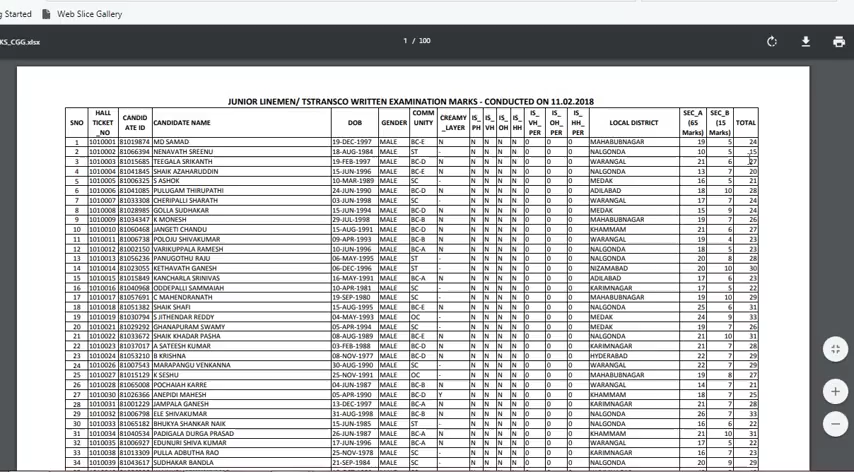 g Started Web Slice Gallery
KS_CGG.xlsx 1 / 100
JUNIOR LINEMEN/ TSTRANSCO WRITTEN EXAMINATION MARKS - CONDUCTED ON 11.02.2018
SNO HALL TICKET _NO CANDID ATE ID CANDIDATE NAME DOB GENDER COMM UNITY CREAMY _LAYER IS_ PH IS_ VH IS_ OH IS_ HH IS_ VH_ PER IS_ OH_ PER IS_ HH_ PER LOCAL DISTRICT SEC_A (65 Marks) SEC_B (15 Marks) TOTAL
1 1010001 81019874 MD SAMAD 19-DEC-1997 MALE BC-E N N N N N 0 0 0 MAHABUBNAGAR 19 5 24
2 1010002 81066394 NENAVATH SREENU 18-AUG-1984 MALE ST - N N N N 0 0 0 NALGONDA 10 5 15
3 1010003 81015685 TEEGALA SRIKANTH 19-FEB-1997 MALE BC-D N N N N N 0 0 0 WARANGAL 21 6 27
4 1010004 81041845 SHAIK AZAHARUDDIN 15-JUN-1996 MALE BC-E N N N N N 0 0 0 NALGONDA 13 7 20
5 1010005 81006325 S ASHOK 10-MAR-1989 MALE SC - N N N N 0 0 0 MEDAK 16 5 21
6 1010006 81041085 PULUGAM THIRUPATHI 24-JUN-1990 MALE BC-D N N N N N 0 0 0 ADILABAD 18 10 28
7 1010007 81033308 CHERIPALLI SHARATH 03-JUN-1998 MALE SC - N N N N 0 0 0 WARANGAL 17 7 24
8 1010008 81028985 GOLLA SUDHAKAR 15-JUN-1994 MALE BC-D N N N N N 0 0 0 MEDAK 15 9 24
9 1010009 81034347 K MONESH 29-JUL-1998 MALE BC-B N N N N N 0 0 0 MAHABUBNAGAR 19 7 26
10 1010010 81060468 JANGETI CHANDU 15-AUG-1991 MALE BC-D N N N N N 0 0 0 KHAMMAM 21 6 27
11 1010011 81006738 POLOJU SHIVAKUMAR 09-APR-1993 MALE BC-B N N N N N 0 0 0 WARANGAL 19 4 23
12 1010012 81002150 VARIKUPPALA RAMESH 10-JUN-1996 MALE BC-A N N N N N 0 0 0 NALGONDA 18 5 23
13 1010013 81056236 PANUGOTHU RAJU 06-MAY-1995 MALE ST - N N N N 0 0 0 NALGONDA 20 8 28
14 1010014 81023055 KETHAVATH GANESH 06-DEC-1996 MALE ST - N N N N 0 0 0 NIZAMABAD 20 10 30
15 1010015 81015849 KANCHARLA SRINIVAS 16-MAY-1991 MALE BC-A N N N N N 0 0 0 ADILABAD 17 6 23
16 1010016 81040968 ODDEPALLI SAMMAIAH 10-APR-1981 MALE SC - N N N N 0 0 0 KARIMNAGAR 17 5 22
17 1010017 81057691 C MAHENDRANATH 19-SEP-1980 MALE SC - N N N N 0 0 0 MAHABUBNAGAR 19 10 29
18 1010018 81051382 SHAIK SHAFI 15-AUG-1995 MALE BC-E N N N N N 0 0 0 NALGONDA 25 6 31
19 1010019 81030794 S JITHENDAR REDDY 04-MAY-1993 MALE OC - N N N N 0 0 0 MEDAK 24 9 33
20 1010021 81029292 GHANAPURAM SWAMY 05-APR-1994 MALE SC - N N N N 0 0 0 MEDAK 19 7 26
21 1010022 81033672 SHAIK KHADAR PASHA 08-AUG-1989 MALE BC-E N N N N N 0 0 0 NALGONDA 21 10 31
22 1010023 81037017 A SATEESH KUMAR 03-FEB-1988 MALE BC-D N N N N N 0 0 0 KARIMNAGAR 21 7 28
23 1010024 81053210 B KRISHNA 08-NOV-1977 MALE BC-D N N N N N 0 0 0 HYDERABAD 22 7 29
24 1010026 81007543 MARAPANGU VENKANNA 30-AUG-1990 MALE SC - N N N N 0 0 0 WARANGAL 22 7 29
25 1010027 81015129 K SESHU 25-NOV-1991 MALE OC - N N N N 0 0 0 MAHABUBNAGAR 19 8 27
26 1010028 81065008 POCHAIAH KARRE 04-JUN-1987 MALE BC-B N N N N N 0 0 0 WARANGAL 14 7 21
27 1010030 81026366 ANEPIDI MAHESH 05-APR-1990 MALE BC-D Y N N N N 0 0 0 KARIMNAGAR 18 7 25
28 1010031 81001229 JAMPALA GANESH 13-DEC-1997 MALE BC-A N N N N N 0 0 0 KARIMNAGAR 21 7 28
29 1010032 81006798 ELE SHIVAKUMAR 31-AUG-1998 MALE BC-B N N N N N 0 0 0 NALGONDA 26 7 33
30 1010033 81065182 BHUKYA SHANKAR NAIK 15-JUN-1985 MALE ST - N N N N 0 0 0 NALGONDA 16 6 22
31 1010034 81040534 PADIGALA DURGA PRASAD 26-JUN-1987 MALE BC-A N N N N N 0 0 0 KHAMMAM 21 10 31
32 1010035 81006927 EDUNURI SHIVA KUMAR 17-JUN-1996 MALE BC-A N N N N N 0 0 0 WARANGAL 17 5 22
33 1010038 81013309 PULLA ADBUTHA RAO 25-NOV-1978 MALE SC - N N N N 0 0 0 KARIMNAGAR 16 7 23
34 1010039 81043617 SUDHAKAR BANDLA 21-SEP-1984 MALE SC - N N N N 0 0 0 NALGONDA 20 9 29